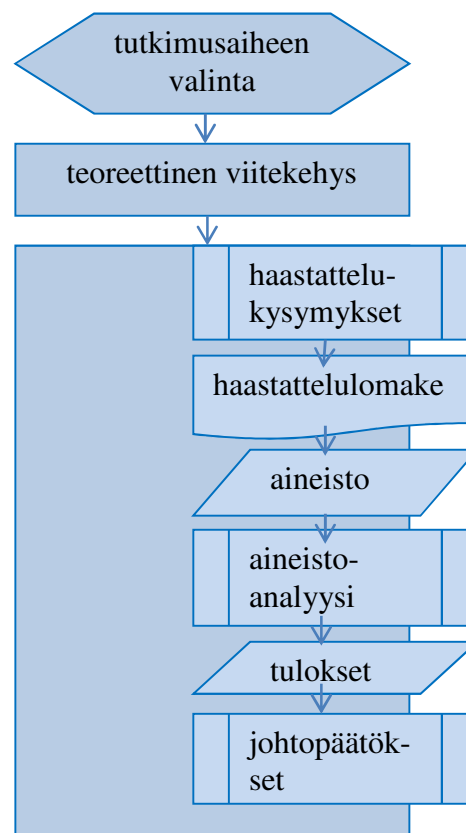 tutkimusaiheen
valinta
teoreettinen viitekehys
haastattelu-
kysymykset
haastattelulomake
aineisto
aineisto-
analyysi
tulokset
johtopäätök-
set